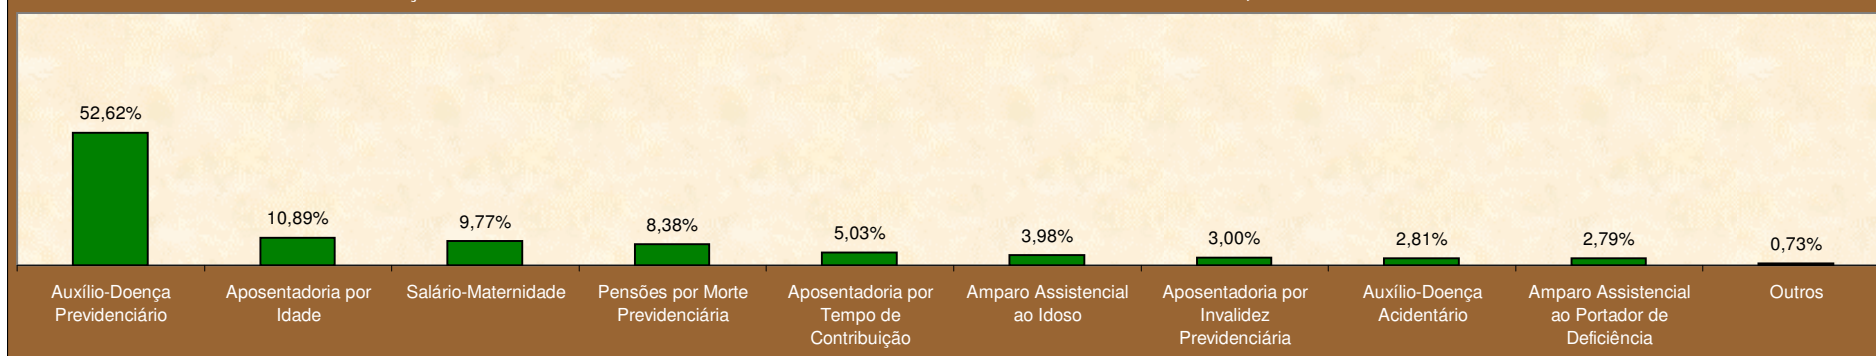 52,62%
10,89%
9,77%
8,38%
5,03%
3,98%
3,00%
2,81%
2,79%
0,73%
Auxílio-Doença
Previdenciário
Aposentadoria por
Idade
Salário-Maternidade
Pensões por Morte
Previdenciária
Aposentadoria por
Tempo de
Contribuição
Amparo Assistencial
ao Idoso
Aposentadoria por
Invalidez
Previdenciária
Auxílio-Doença
Acidentário
Amparo Assistencial
ao Portador de
Deficiência
Outros